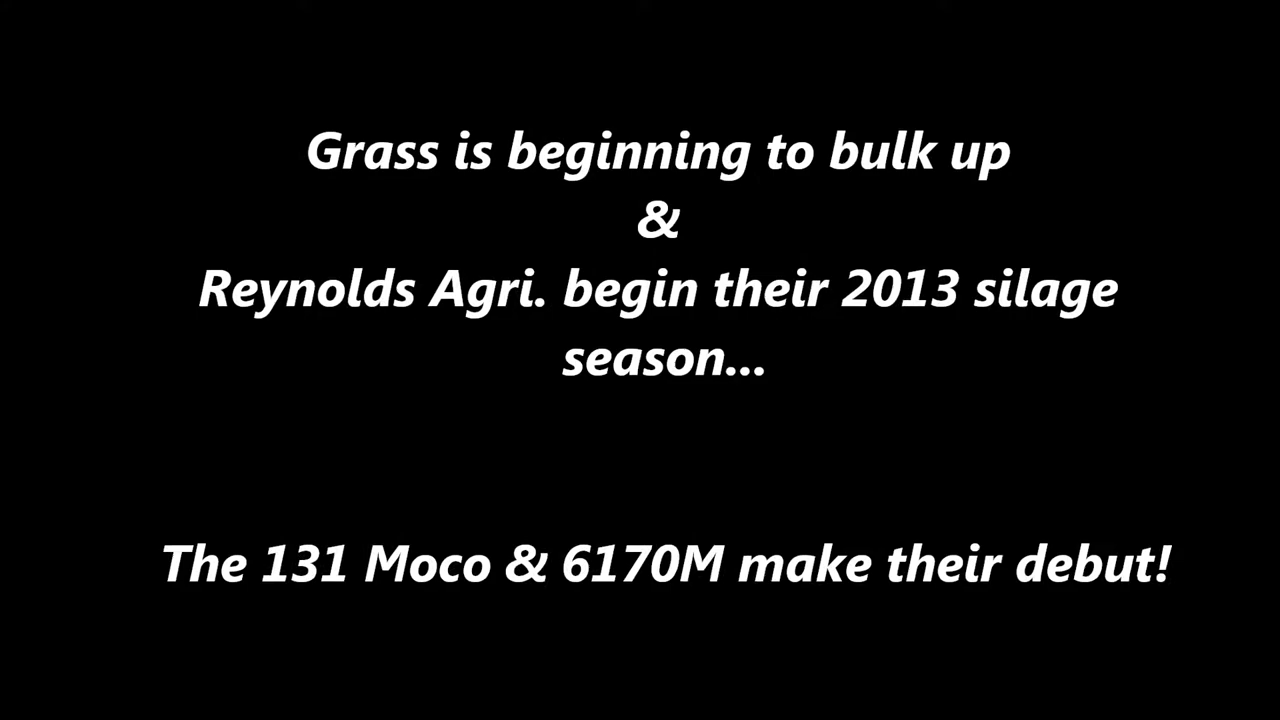 Grass is beginning to bulk up
&
Reynolds Agri. begin their 2013 silage
season...
The 131 Moco & 6170M make their debut!